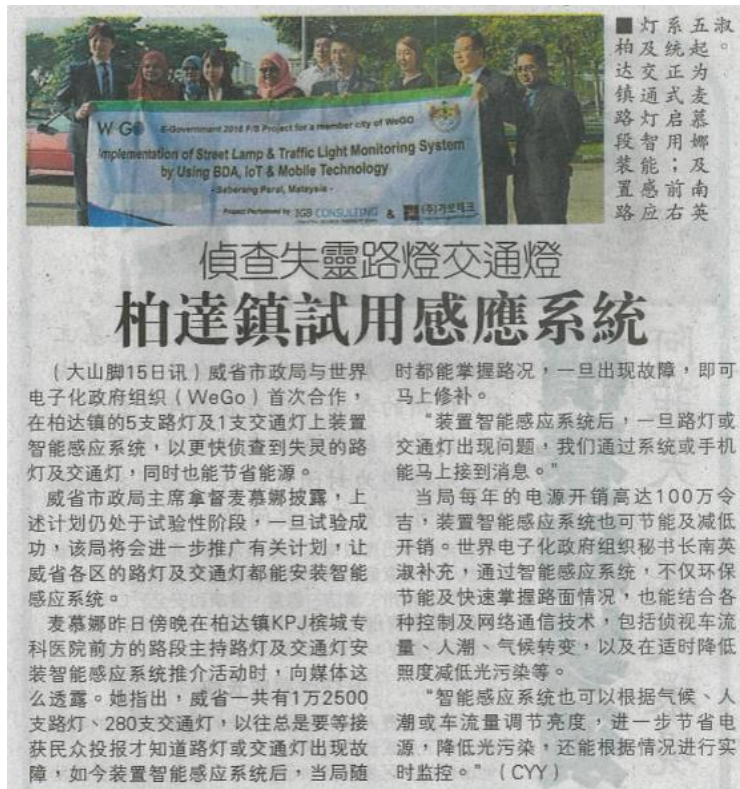 W∙GO E-Government 2016 F/B Project for a member city of WeGO
Implementation of Street Lamp & Traffic Light Monitoring System
by Using BDA, IoT & Mobile Technology
- Seberang Perai, Malaysia -
Project Performed by IGB CONSULTING & (주)가로테크
■柏达镇路段装置路
灯及交通灯智能感应
系统正式启用；前右
五起为麦慕娜及南英
淑。
偵查失靈路燈交通燈
柏達鎮試用感應系統
（大山脚15日讯）威省市政局与世界
电子化政府组织（WeGo）首次合作，
在柏达镇的5支路灯及1支交通灯上装置
智能感应系统，以更快侦查到失灵的路
灯及交通灯，同时也能节省能源。
威省市政局主席拿督麦慕娜披露，上
述计划仍处于试验性阶段，一旦试验成
功，该局将会进一步推广有关计划，让
威省各区的路灯及交通灯都能安装智能
感应系统。
麦慕娜昨日傍晚在柏达镇KPJ槟城专
科医院前方的路段主持路灯及交通灯安
装智能感应系统推介活动时，向媒体这
么透露。她指出，威省一共有1万2500
支路灯、280支交通灯，以往总是要等接
获民众投报才知道路灯或交通灯出现故
障，如今装置智能感应系统后，当局随
时都能掌握路况，一旦出现故障，即可
马上修补。
“装置智能感应系统后，一旦路灯或
交通灯出现问题，我们通过系统或手机
能马上接到消息。”
当局每年的电源开销高达100万令
吉，装置智能感应系统也可节能及减低
开销。世界电子化政府组织秘书长南英
淑补充，通过智能感应系统，不仅环保
节能及快速掌握路面情况，也能结合各
种控制及网络通信技术，包括侦视车流
量、人潮、气候转变，以及在适时降低
照度减低光污染等。
“智能感应系统也可以根据气候、人
潮或车流量调节亮度，进一步节省电
源，降低光污染，还能根据情况进行实
时监控。”（CYY）